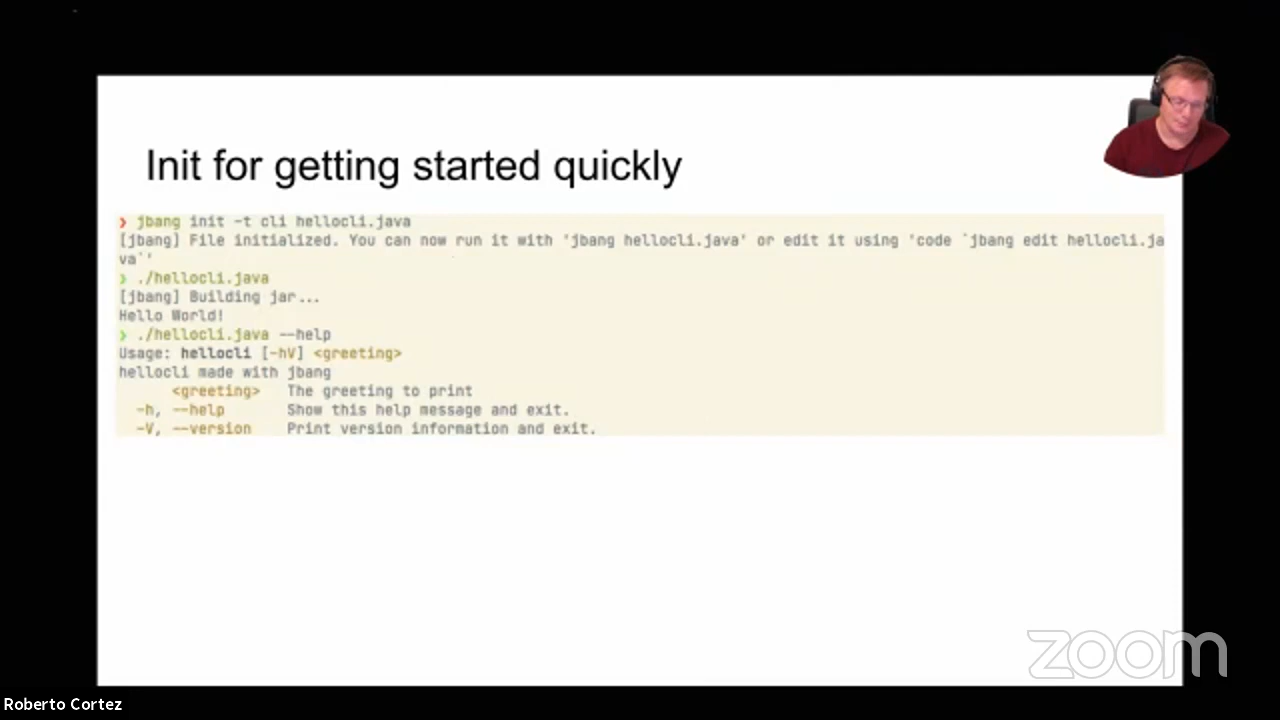 Init for getting started quickly
❯ jbang init -t cli hellocli.java
[jbang] File initialized. You can now run it with 'jbang hellocli.java' or edit it using 'code `jbang edit hellocli.ja
va`'
❯ ./hellocli.java
[jbang] Building jar...
Hello World!
❯ ./hellocli.java --help
Usage: hellocli [-hV] <greeting>
hellocli made with jbang
<greeting> The greeting to print
-h, --help Show this help message and exit.
-V, --version Print version information and exit.
zoom
Roberto Cortez